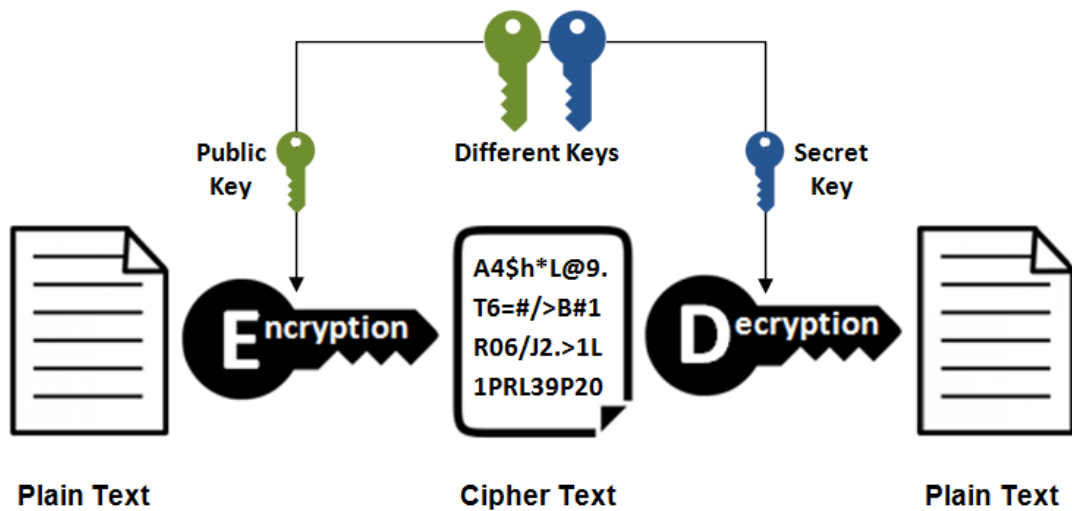 Public
Key
Different Keys
Secret
Key
Encryption
A4$h*L@9.
T6=#/>B#1
R06/J2.>1L
1PRL39P20
Decryption
Plain Text
Cipher Text
Plain Text